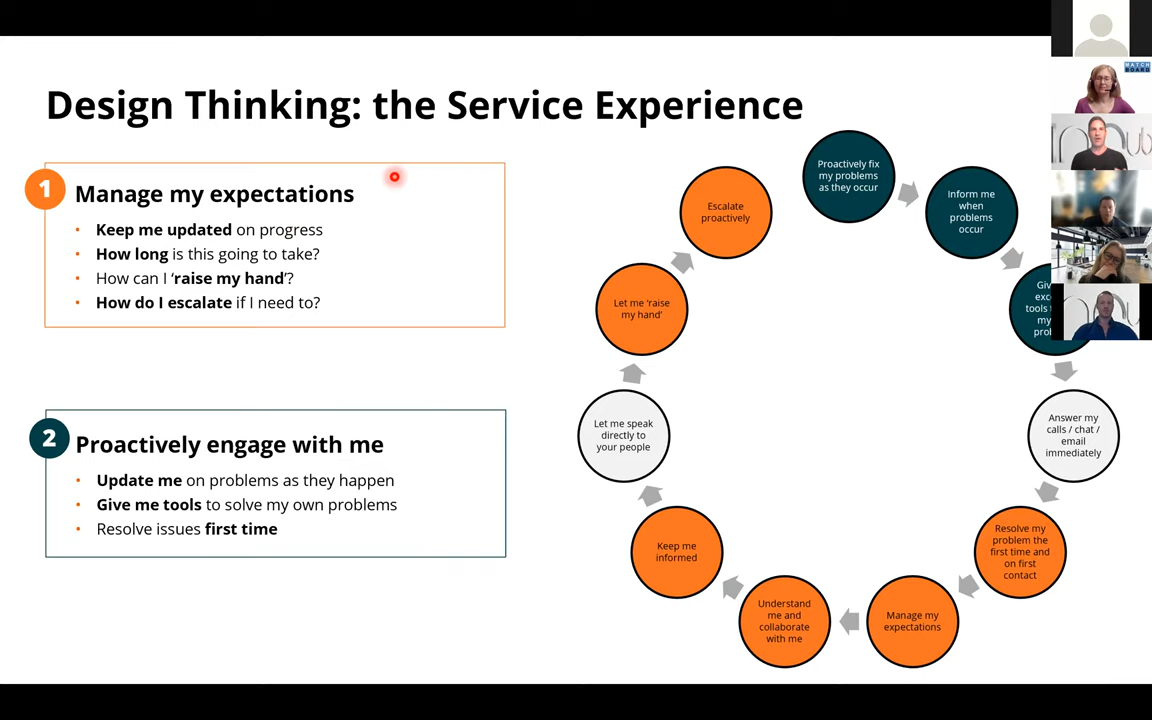 Design Thinking: the Service Experience
1
Manage my expectations
• Keep me updated on progress
• How long is this going to take?
• How can I ‘raise my hand’?
• How do I escalate if I need to?
2
Proactively engage with me
• Update me on problems as they happen
• Give me tools to solve my own problems
• Resolve issues first time
Proactively fix
my problems
as they occur
Inform me
when
problems
occur
tools
my
Answer my
calls / chat /
email
immediately
Resolve my
problem the
first time and
on first
contact
Manage my
expectations
Understand
me and
collaborate
with me
Keep me
informed
Let me speak
directly to
your people
Let me ‘raise
my hand’
Escalate
proactively
MATCH
BOARD